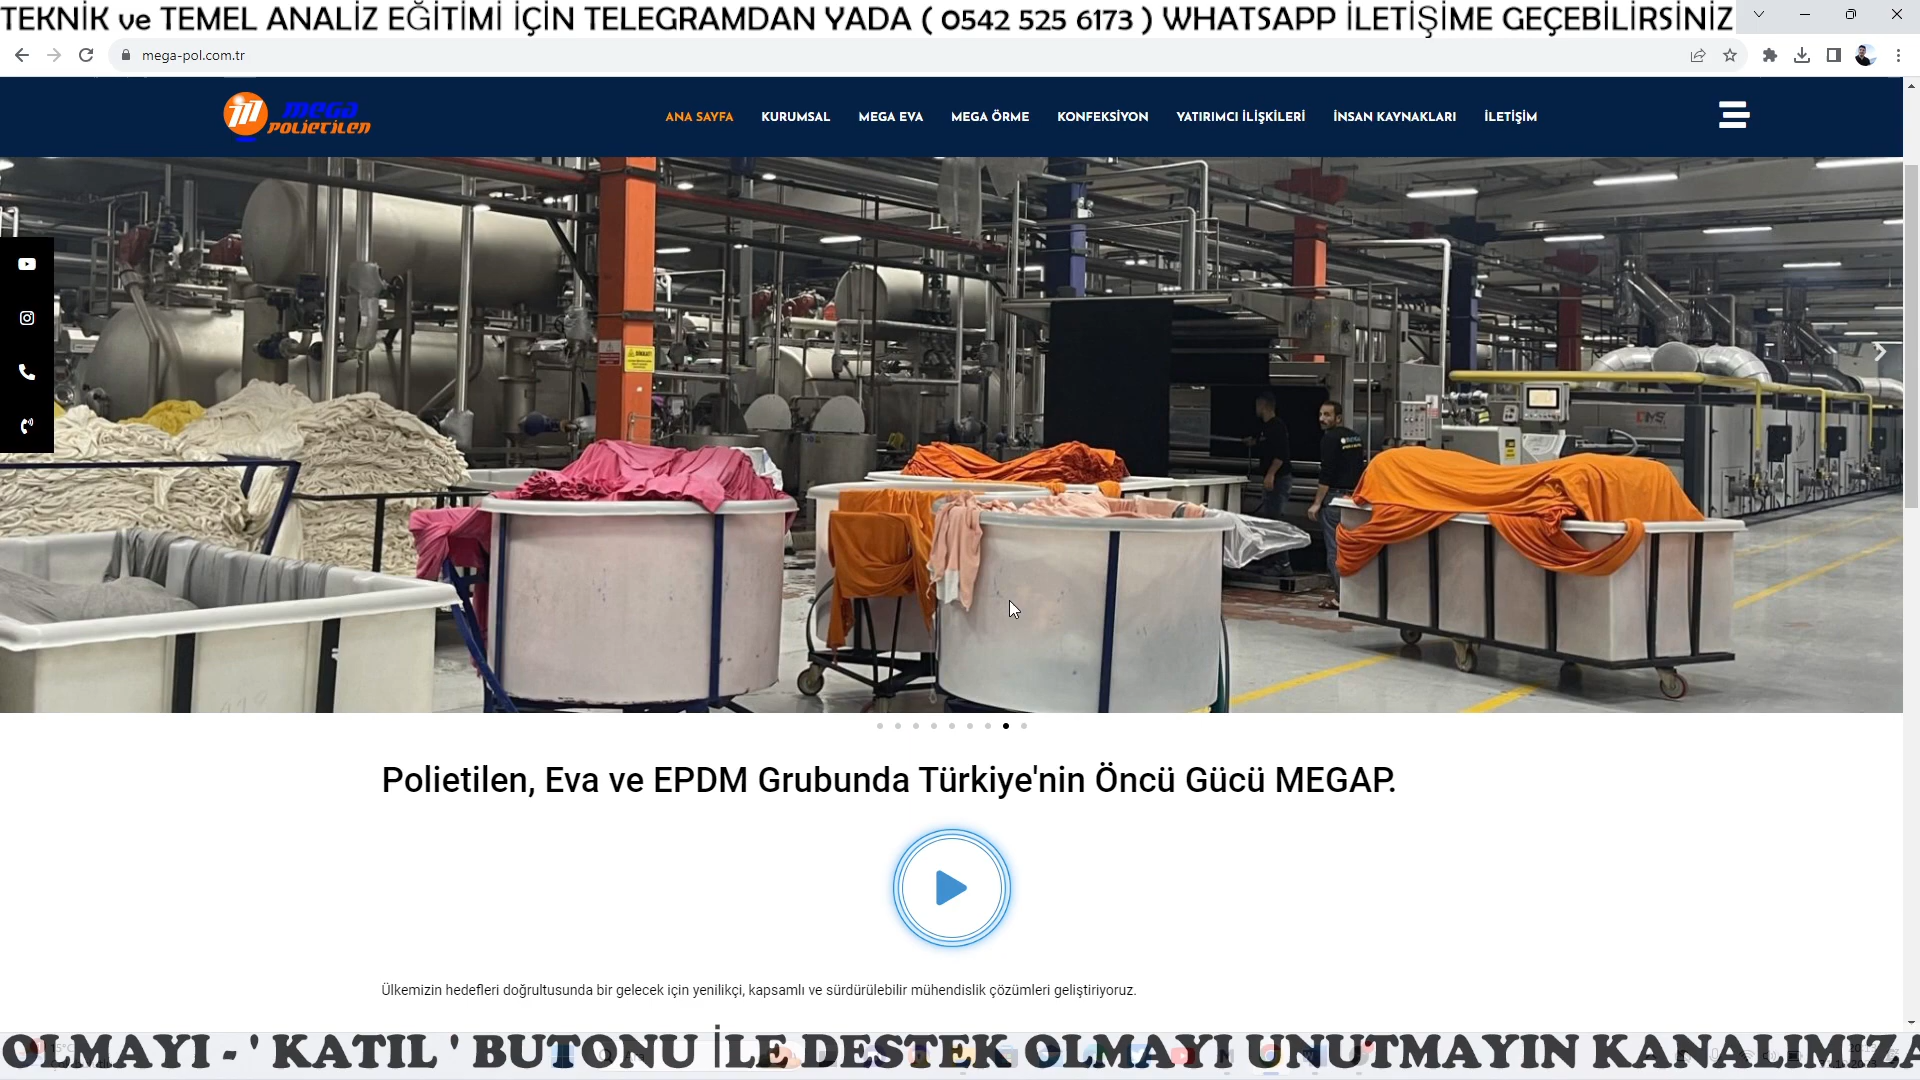 TEKNİK ve TEMEL ANALİZ EĞİTİMİ İÇİN TELEGRAMDAN YADA ( 0542 525 6173 ) WHATSAPP İLETİŞİME GEÇEBİLİRSİNİZ
mega-pol.com.tr
MEGA
POLIETILEN
ANA SAYFA KURUMSAL MEGA EVA MEGA ÖRME KONFEKSİYON YATIRIMCI İLİŞKİLERİ İNSAN KAYNAKLARI İLETİŞİM
Polietilen, Eva ve EPDM Grubunda Türkiye'nin Öncü Gücü MEGAP.
Ülkemizin hedefleri doğrultusunda bir gelecek için yenilikçi, kapsamlı ve sürdürülebilir mühendislik çözümleri geliştiriyoruz.
OLMAYI - ' KATIL ' BUTONU İLE DESTEK OLMAYI UNUTMAYIN KANALIMIZA